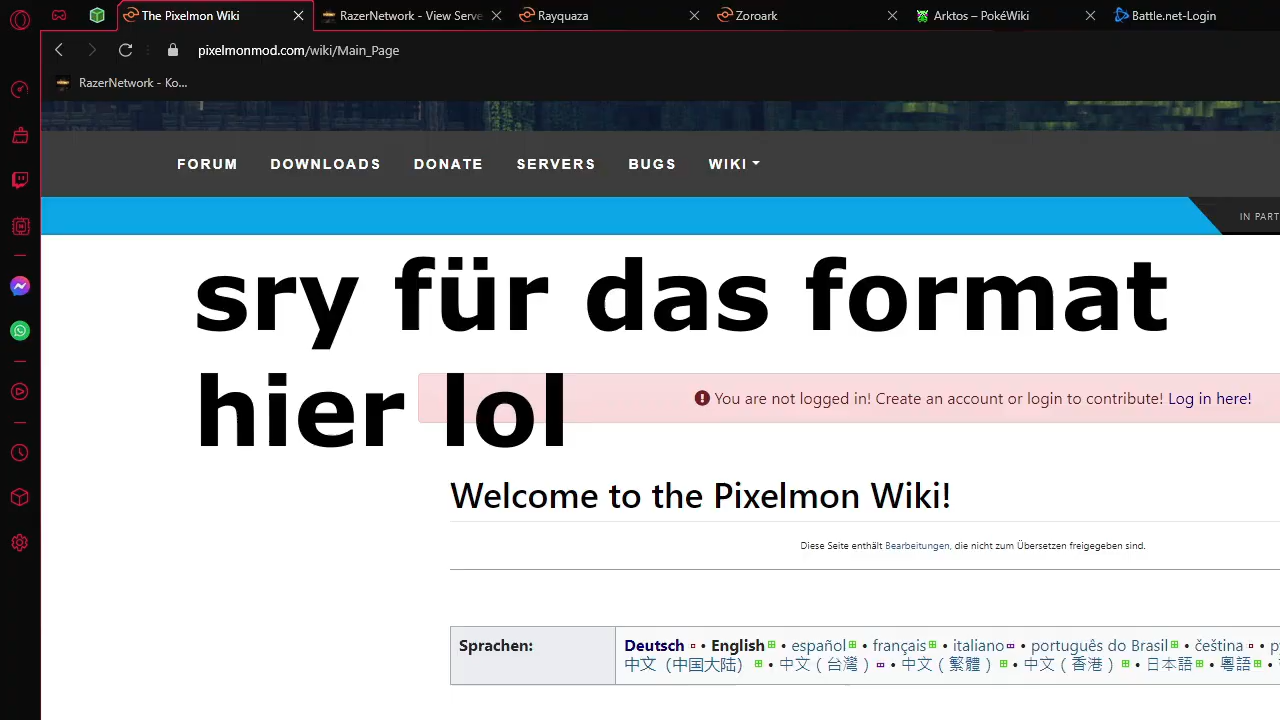 The Pixelmon Wiki
RazerNetwork - View Serve
Rayquaza
Zoroark
Arktos – PokéWiki
Battle.net-Login
pixelmonmod.com/wiki/Main_Page
RazerNetwork - Ko...
FORUM DOWNLOADS DONATE SERVERS BUGS WIKI
IN PART
sry für das format
hier lol
You are not logged in! Create an account or login to contribute! Log in here!
Welcome to the Pixelmon Wiki!
Diese Seite enthält Bearbeitungen, die nicht zum Übersetzen freigegeben sind.
Sprachen:
Deutsch • English • español • français • italiano • português do Brasil • čeština •
中文（中国大陆） • 中文（台灣） • 中文（繁體） • 中文（香港） • 日本語 • 粵語 •